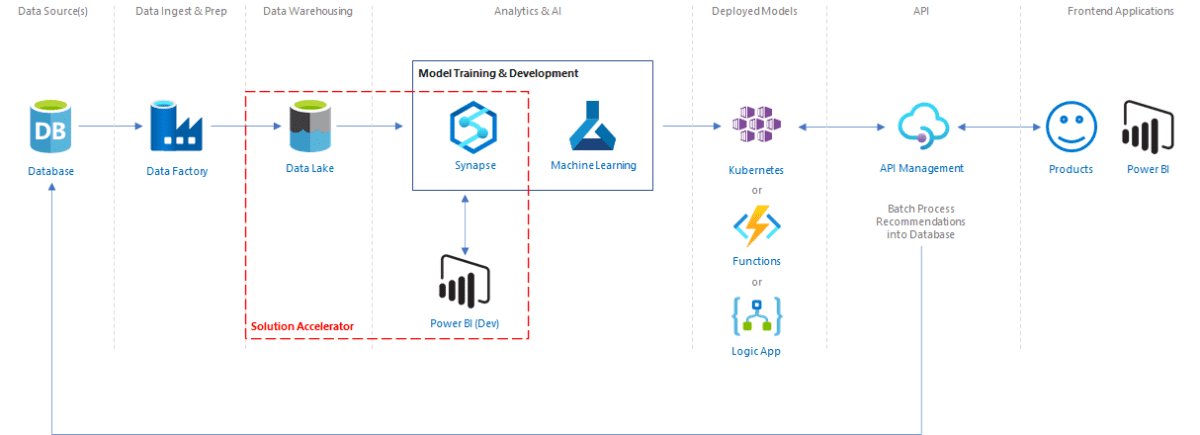 Data Source(s)
Data Ingest & Prep
Data Warehousing
Analytics & AI
Deployed Models
API
Frontend Applications
Model Training & Development
DB
Database
Data Factory
Data Lake
Synapse
Machine Learning
Kubernetes
API Management
Products
Power BI
or
Batch Process
Recommendations
into Database
Functions
or
Power BI (Dev)
Solution Accelerator
Logic App